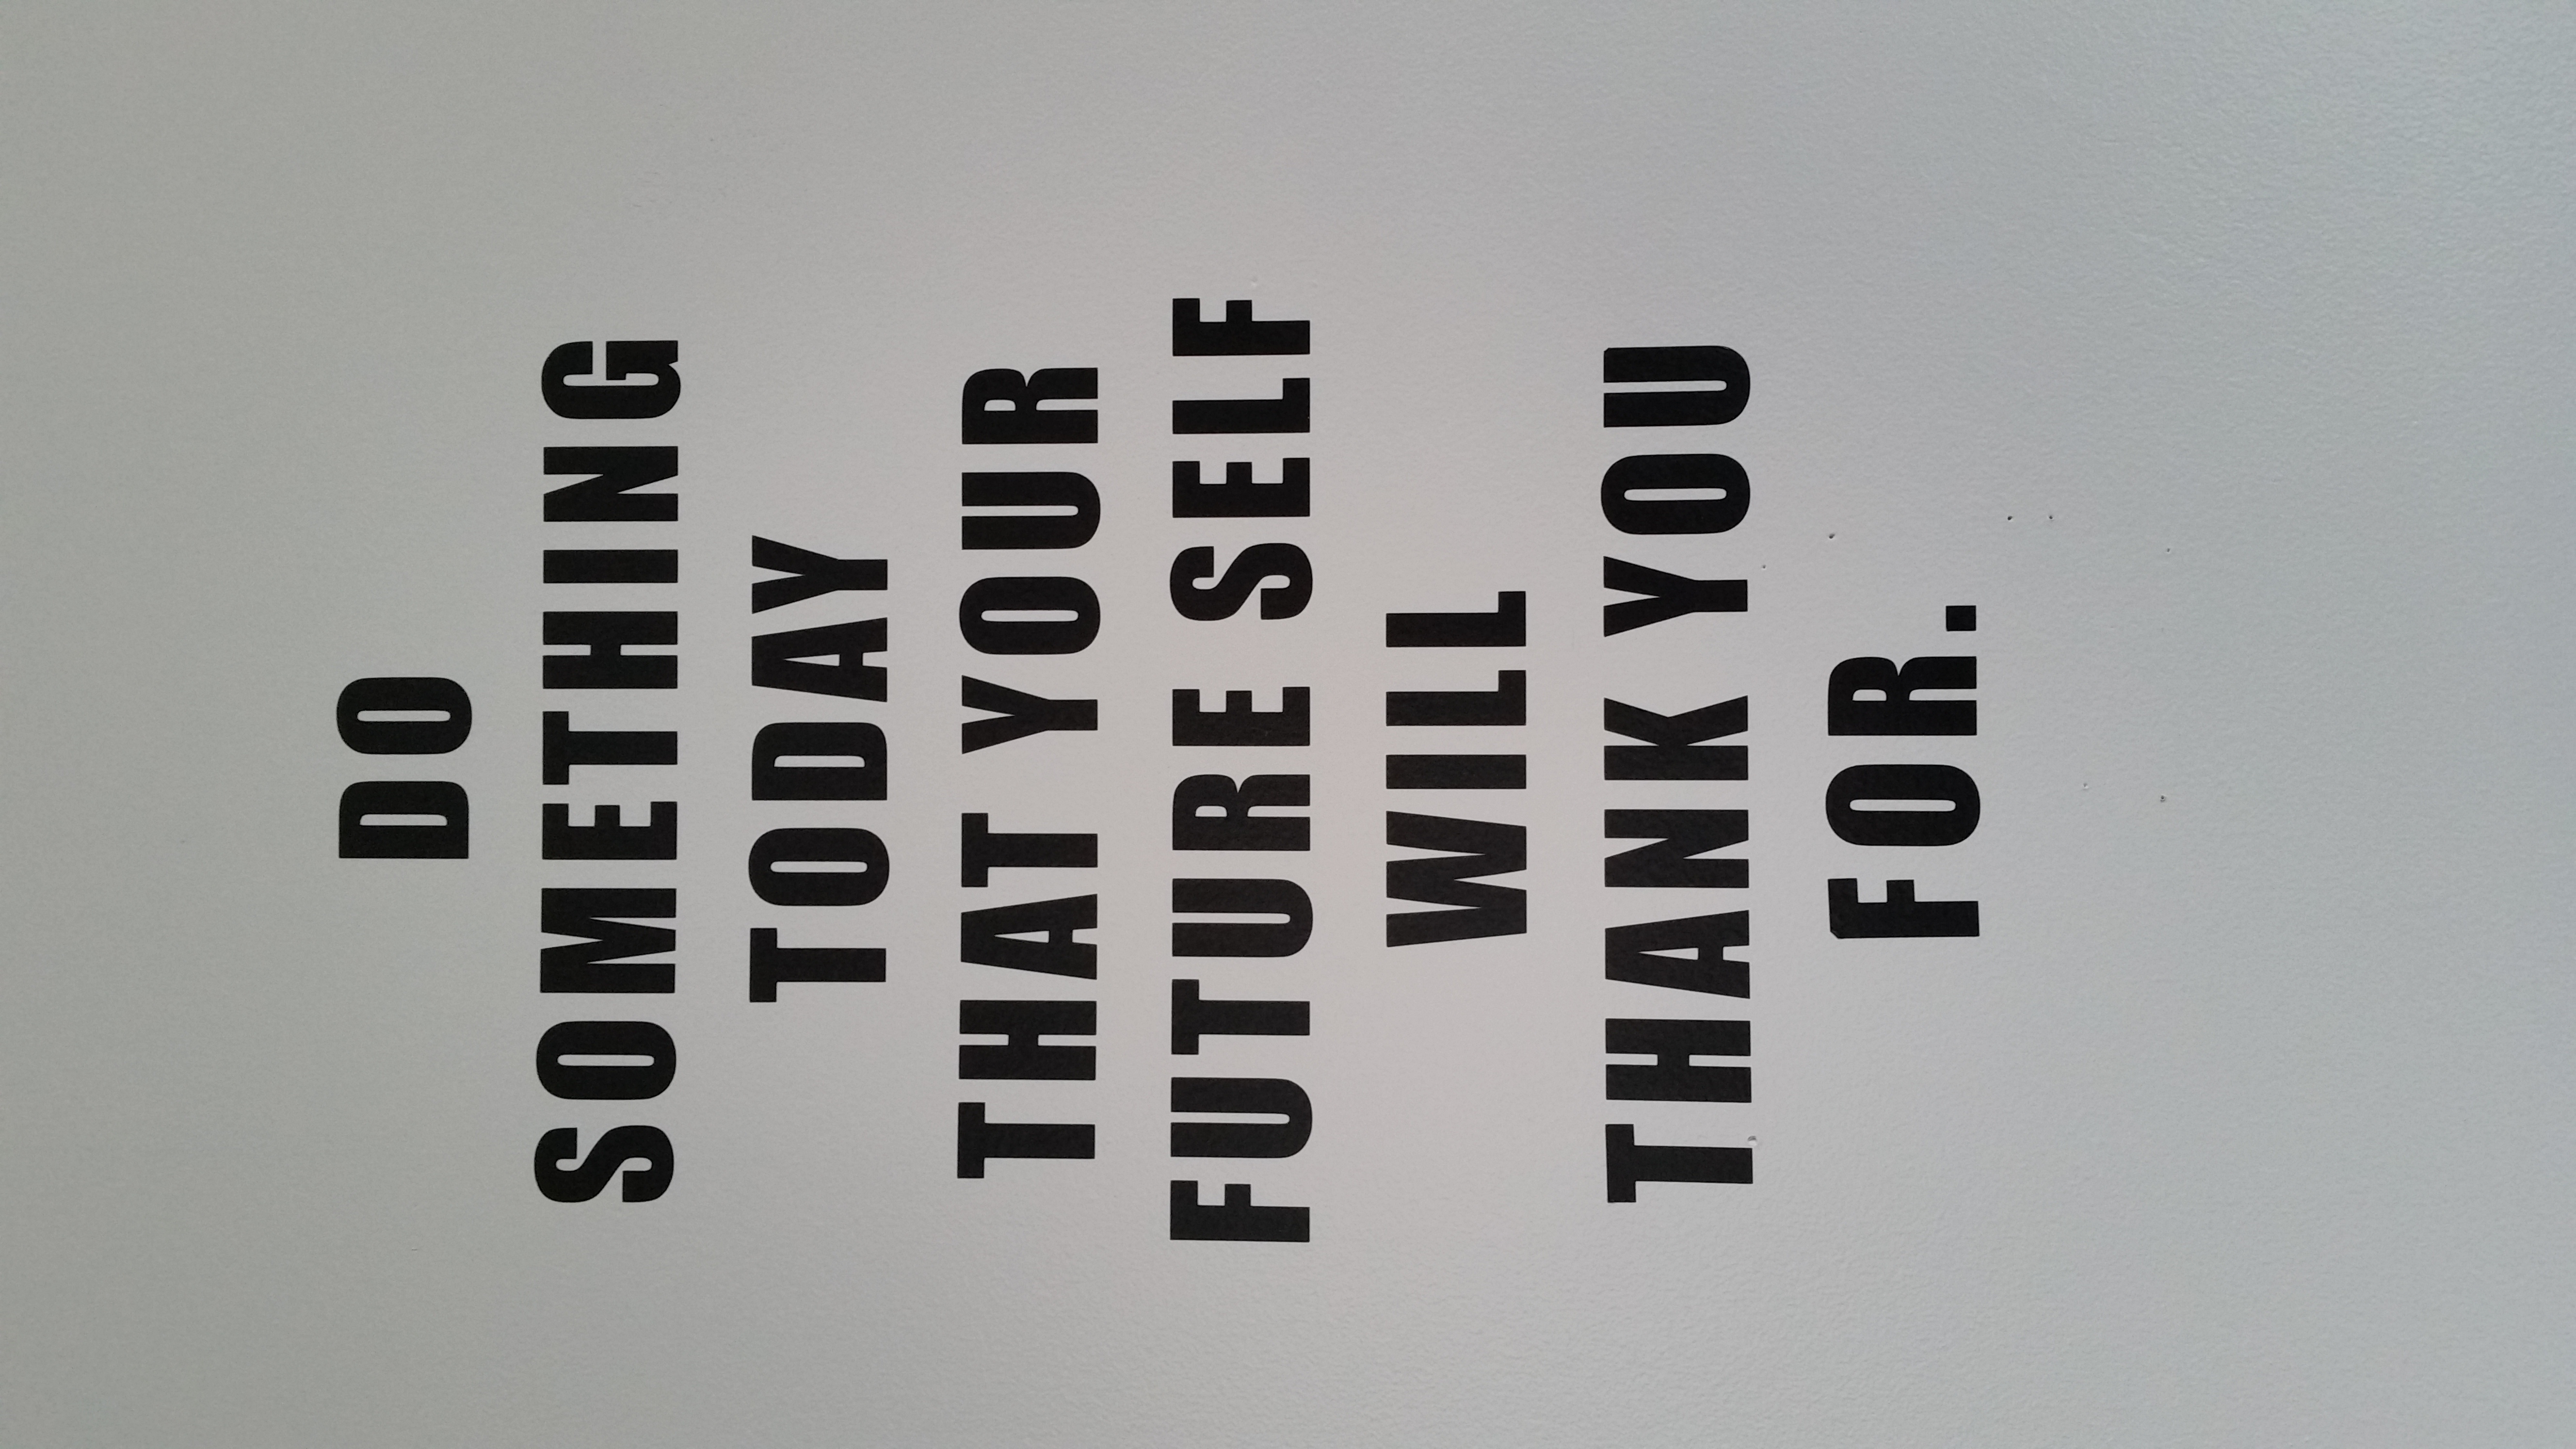 DO
SOMETHING
TODAY
THAT YOUR
FUTURE SELF
WILL
THANK YOU
FOR.